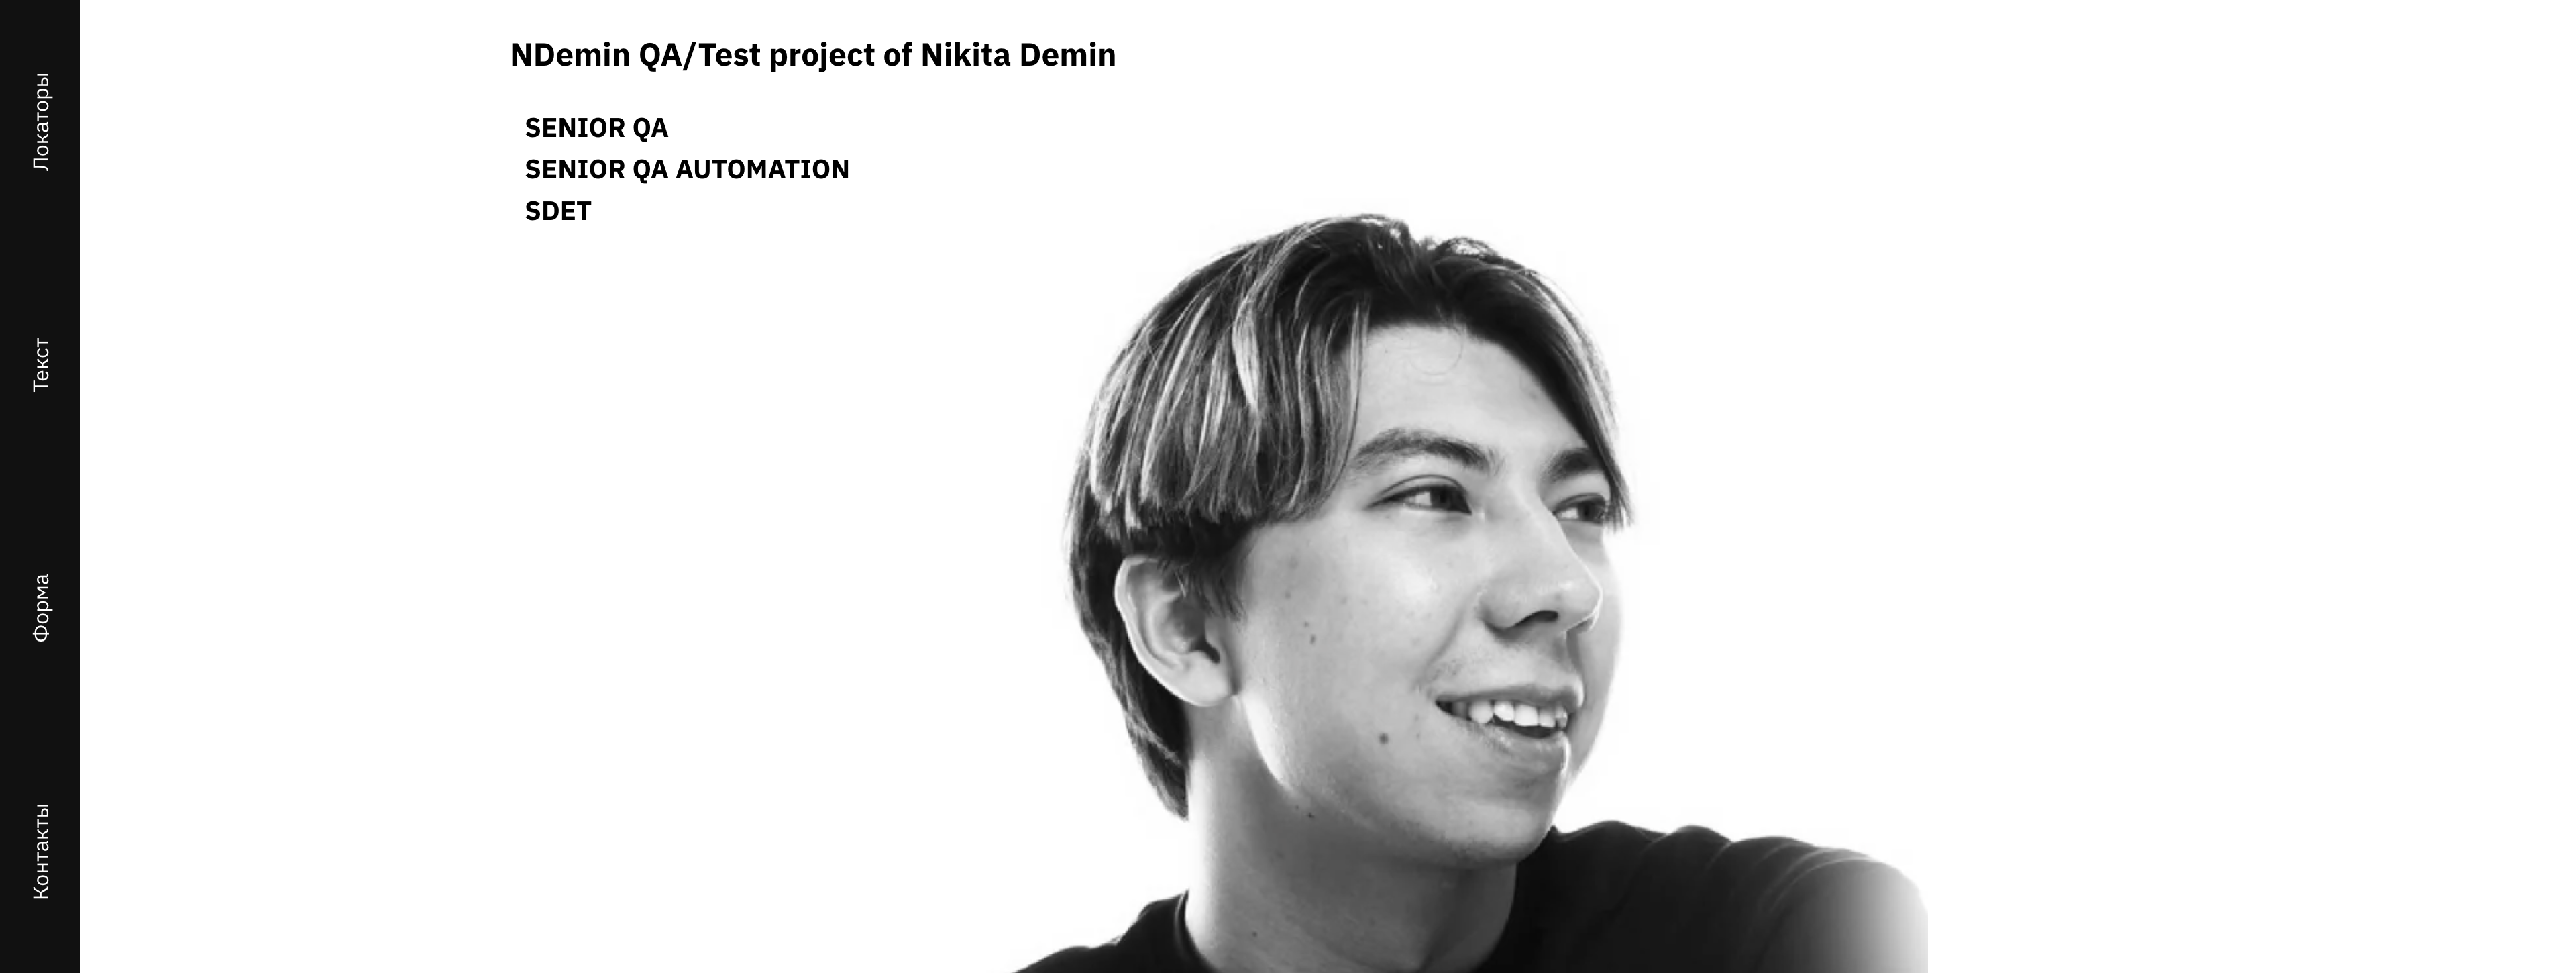 Локаторы
Текст
Форма
Контакты
NDemin QA/Test project of Nikita Demin
SENIOR QA
SENIOR QA AUTOMATION
SDET